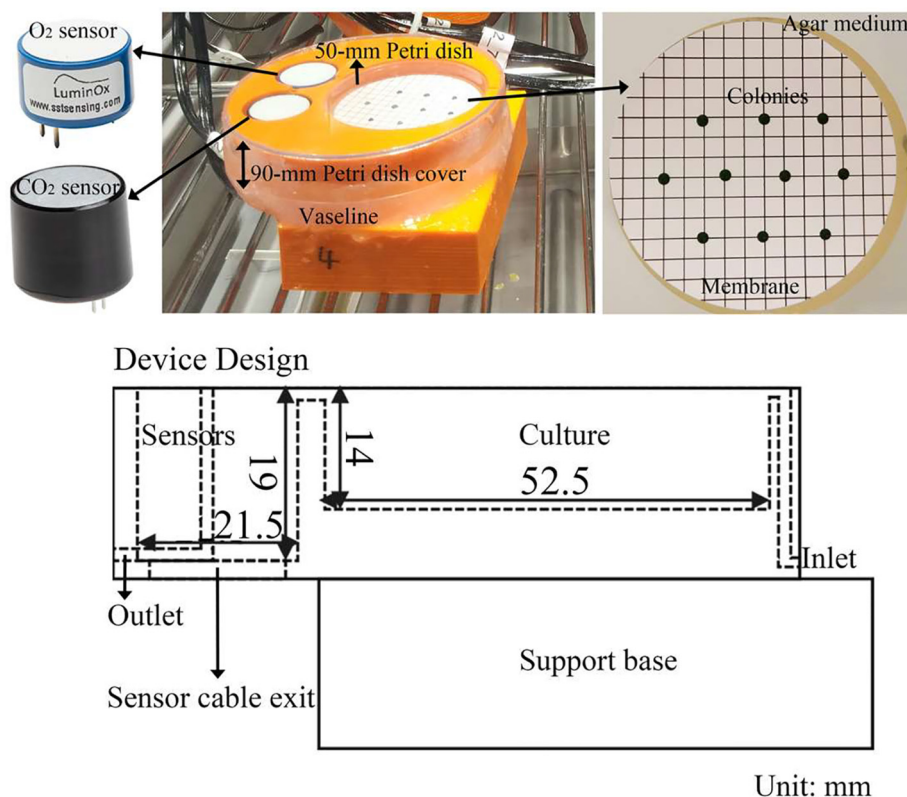 O2 sensor
LuminOx
www.sstsensing.com
CO2 sensor
50-mm Petri dish
2_7
90-mm Petri dish cover
Vaseline
4
Agar medium
Colonies
Membrane
Device Design
Sensors
Culture
19
14
21.5
52.5
Inlet
Outlet
Sensor cable exit
Support base
Unit: mm